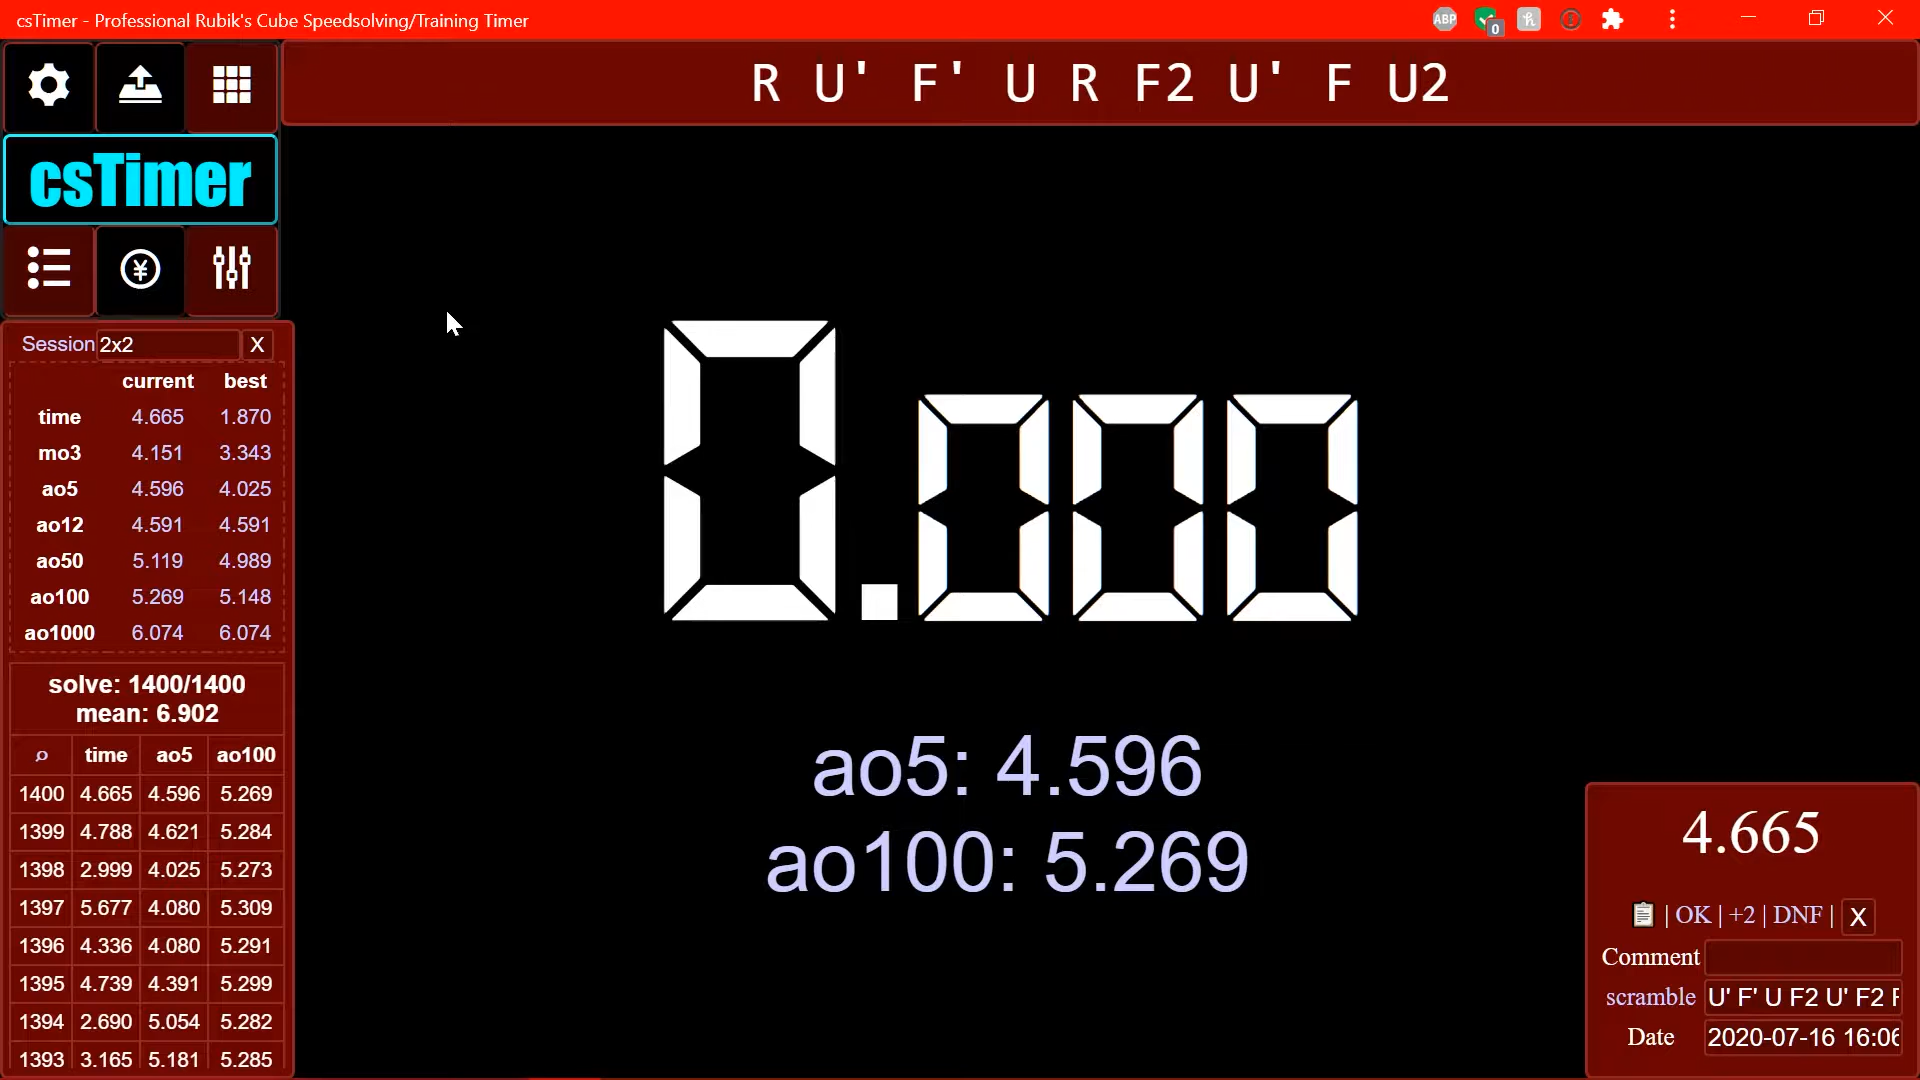 csTimer - Professional Rubik's Cube Speedsolving/Training Timer
ABP
0
R U' F' U R F2 U' F U2
csTimer
¥
Session 2x2 X
current best
time 4.665 1.870
mo3 4.151 3.343
ao5 4.596 4.025
ao12 4.591 4.591
ao50 5.119 4.989
ao100 5.269 5.148
ao1000 6.074 6.074
solve: 1400/1400
mean: 6.902
time ao5 ao100
1400 4.665 4.596 5.269
1399 4.788 4.621 5.284
1398 2.999 4.025 5.273
1397 5.677 4.080 5.309
1396 4.336 4.080 5.291
1395 4.739 4.391 5.299
1394 2.690 5.054 5.282
1393 3.165 5.181 5.285
0.000
ao5: 4.596
ao100: 5.269
4.665
| OK | +2 | DNF | X
Comment
scramble U' F' U F2 U' F2
Date 2020-07-16 16:06